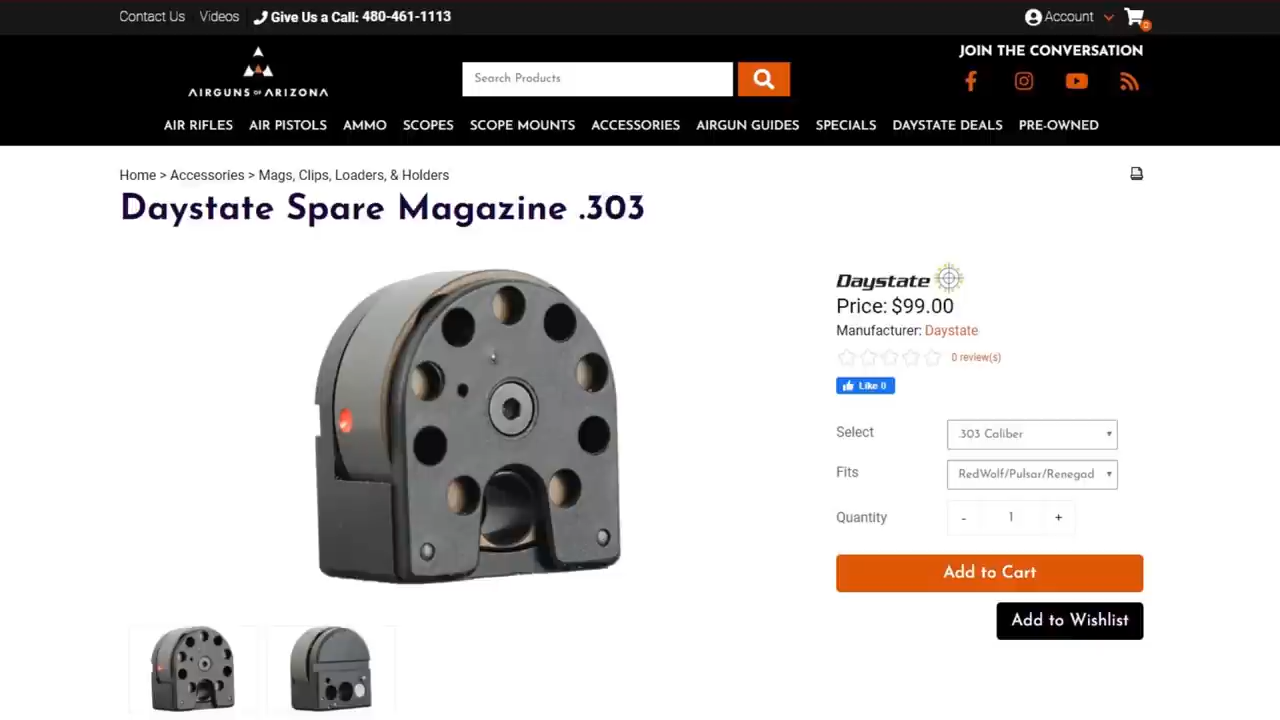 Contact Us Videos Give Us a Call: 480-461-1113 Account 0
JOIN THE CONVERSATION
AIRGUNS OF ARIZONA
Search Products
AIR RIFLES AIR PISTOLS AMMO SCOPES SCOPE MOUNTS ACCESSORIES AIRGUN GUIDES SPECIALS DAYSTATE DEALS PRE-OWNED
Home > Accessories > Mags, Clips, Loaders, & Holders
Daystate Spare Magazine .303
Daystate
Price: $99.00
Manufacturer: Daystate
0 review(s)
Like 0
Select .303 Caliber
Fits RedWolf/Pulsar/Renegad
Quantity - 1 +
Add to Cart
Add to Wishlist